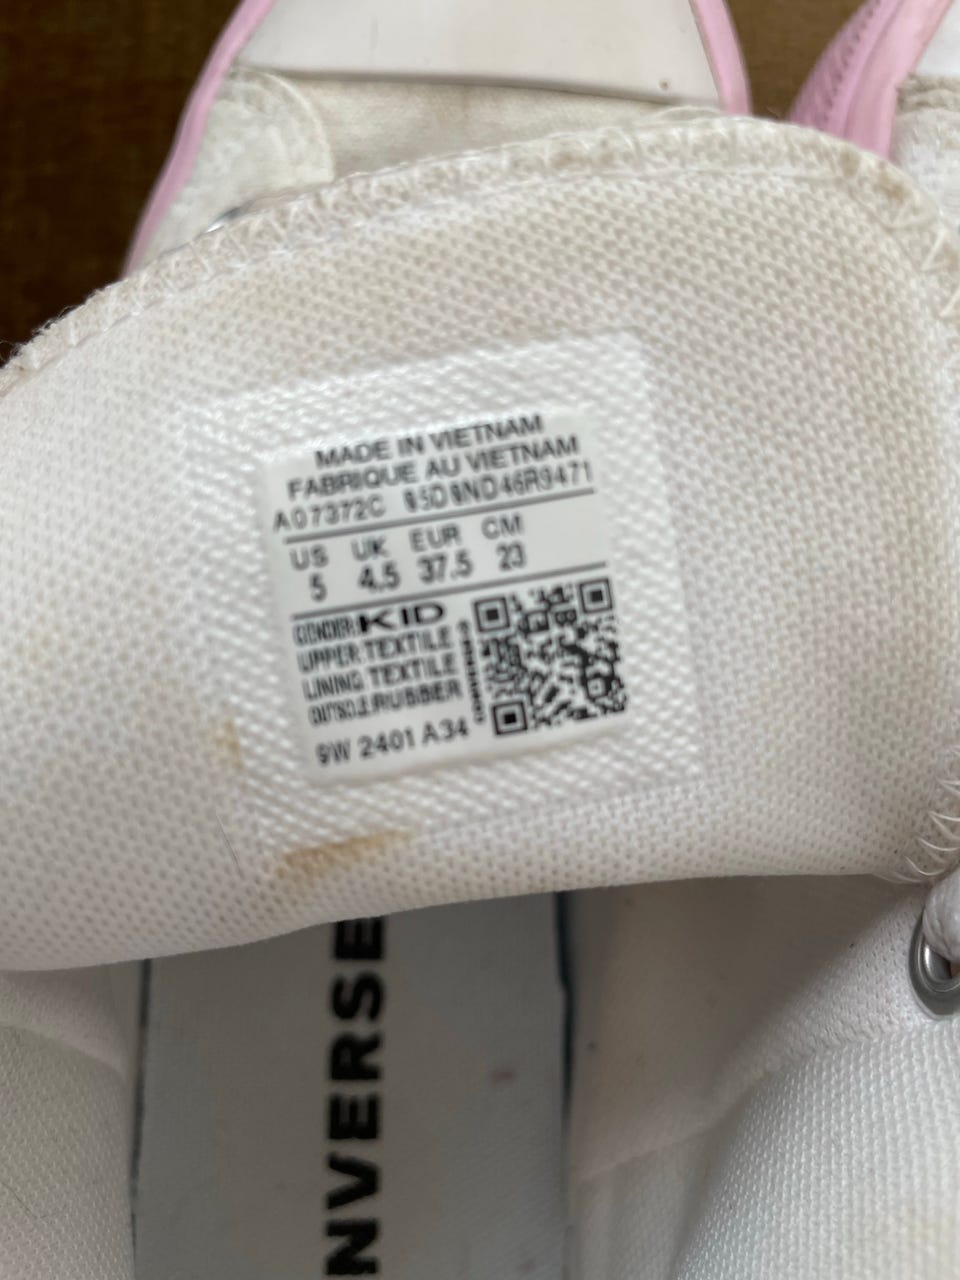 MADE IN VIETNAM
FABRIQUE AU VIETNAM
A07372C
US UK EUR CM
5 4.5 37.5 23
GENDER: KID
UPPER TEXTILE
LINING TEXTILE
OUTSOLE RUBBER
9W 2401 A34
NVERSE